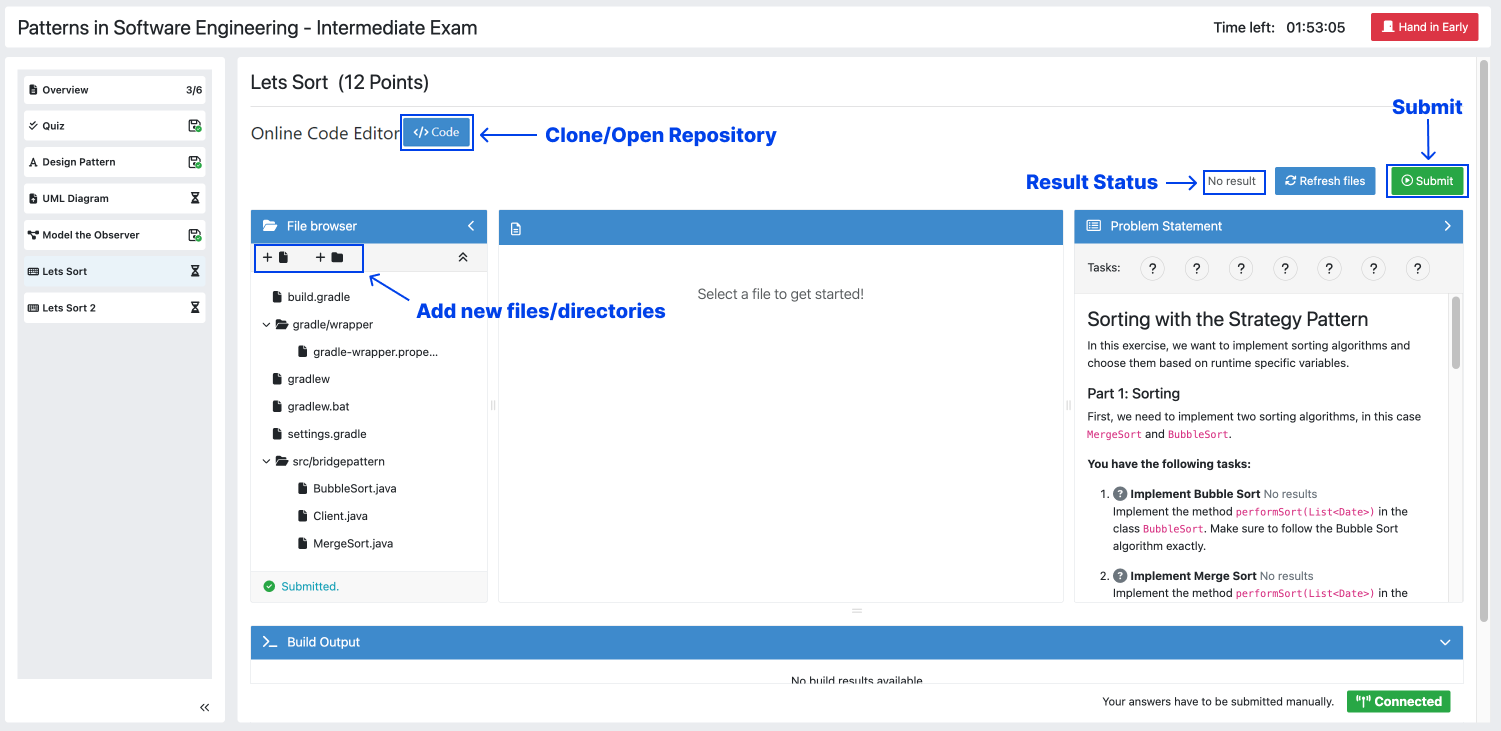 Patterns in Software Engineering - Intermediate Exam
Time left: 01:53:05
Hand in Early
Overview 3/6
Quiz
Design Pattern
UML Diagram
Model the Observer
Lets Sort
Lets Sort 2
Lets Sort (12 Points)
Submit
Online Code Editor
</> Code
Clone/Open Repository
Result Status
No result
Refresh files
Submit
File browser
Problem Statement
Tasks: ? ? ? ? ? ? ?
Add new files/directories
build.gradle
gradle/wrapper
gradle-wrapper.prope...
gradlew
gradlew.bat
settings.gradle
src/bridgepattern
BubbleSort.java
Client.java
MergeSort.java
Submitted.
Select a file to get started!
Sorting with the Strategy Pattern
In this exercise, we want to implement sorting algorithms and
choose them based on runtime specific variables.
Part 1: Sorting
First, we need to implement two sorting algorithms, in this case
MergeSort and BubbleSort.
You have the following tasks:
1. ? Implement Bubble Sort No results
Implement the method performSort(List<Date>) in the
class BubbleSort. Make sure to follow the Bubble Sort
algorithm exactly.
2. ? Implement Merge Sort No results
Implement the method performSort(List<Date>) in the
Build Output
No build results available
Your answers have to be submitted manually.
Connected